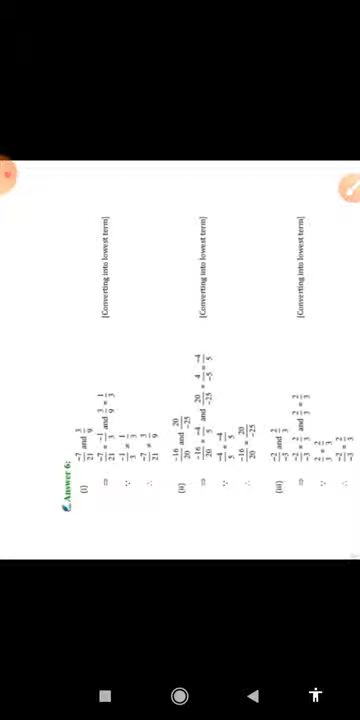 Answer 6:
(i) -7/21 and 3/9
⇒ -7/21 = -1/3 and 3/9 = 1/3 [Converting into lowest term]
∵ -1/3 ≠ 1/3
∴ -7/21 ≠ 3/9
(ii) -16/20 and 20/-25
⇒ -16/20 = -4/5 and 20/-25 = 4/-5 = -4/5 [Converting into lowest term]
∵ -4/5 = -4/5
∴ -16/20 = 20/-25
(iii) -2/-3 and 2/3
⇒ -2/-3 = 2/3 and 2/3 = 2/3 [Converting into lowest term]
∵ 2/3 = 2/3
∴ -2/-3 = 2/3